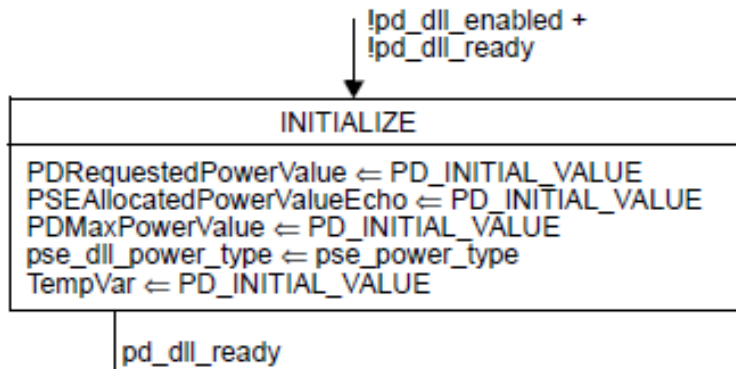 !pd_dll_enabled +
!pd_dll_ready
INITIALIZE
PDRequestedPowerValue ⇐ PD_INITIAL_VALUE
PSEAllocatedPowerValueEcho ⇐ PD_INITIAL_VALUE
PDMaxPowerValue ⇐ PD_INITIAL_VALUE
pse_dll_power_type ⇐ pse_power_type
TempVar ⇐ PD_INITIAL_VALUE
pd_dll_ready